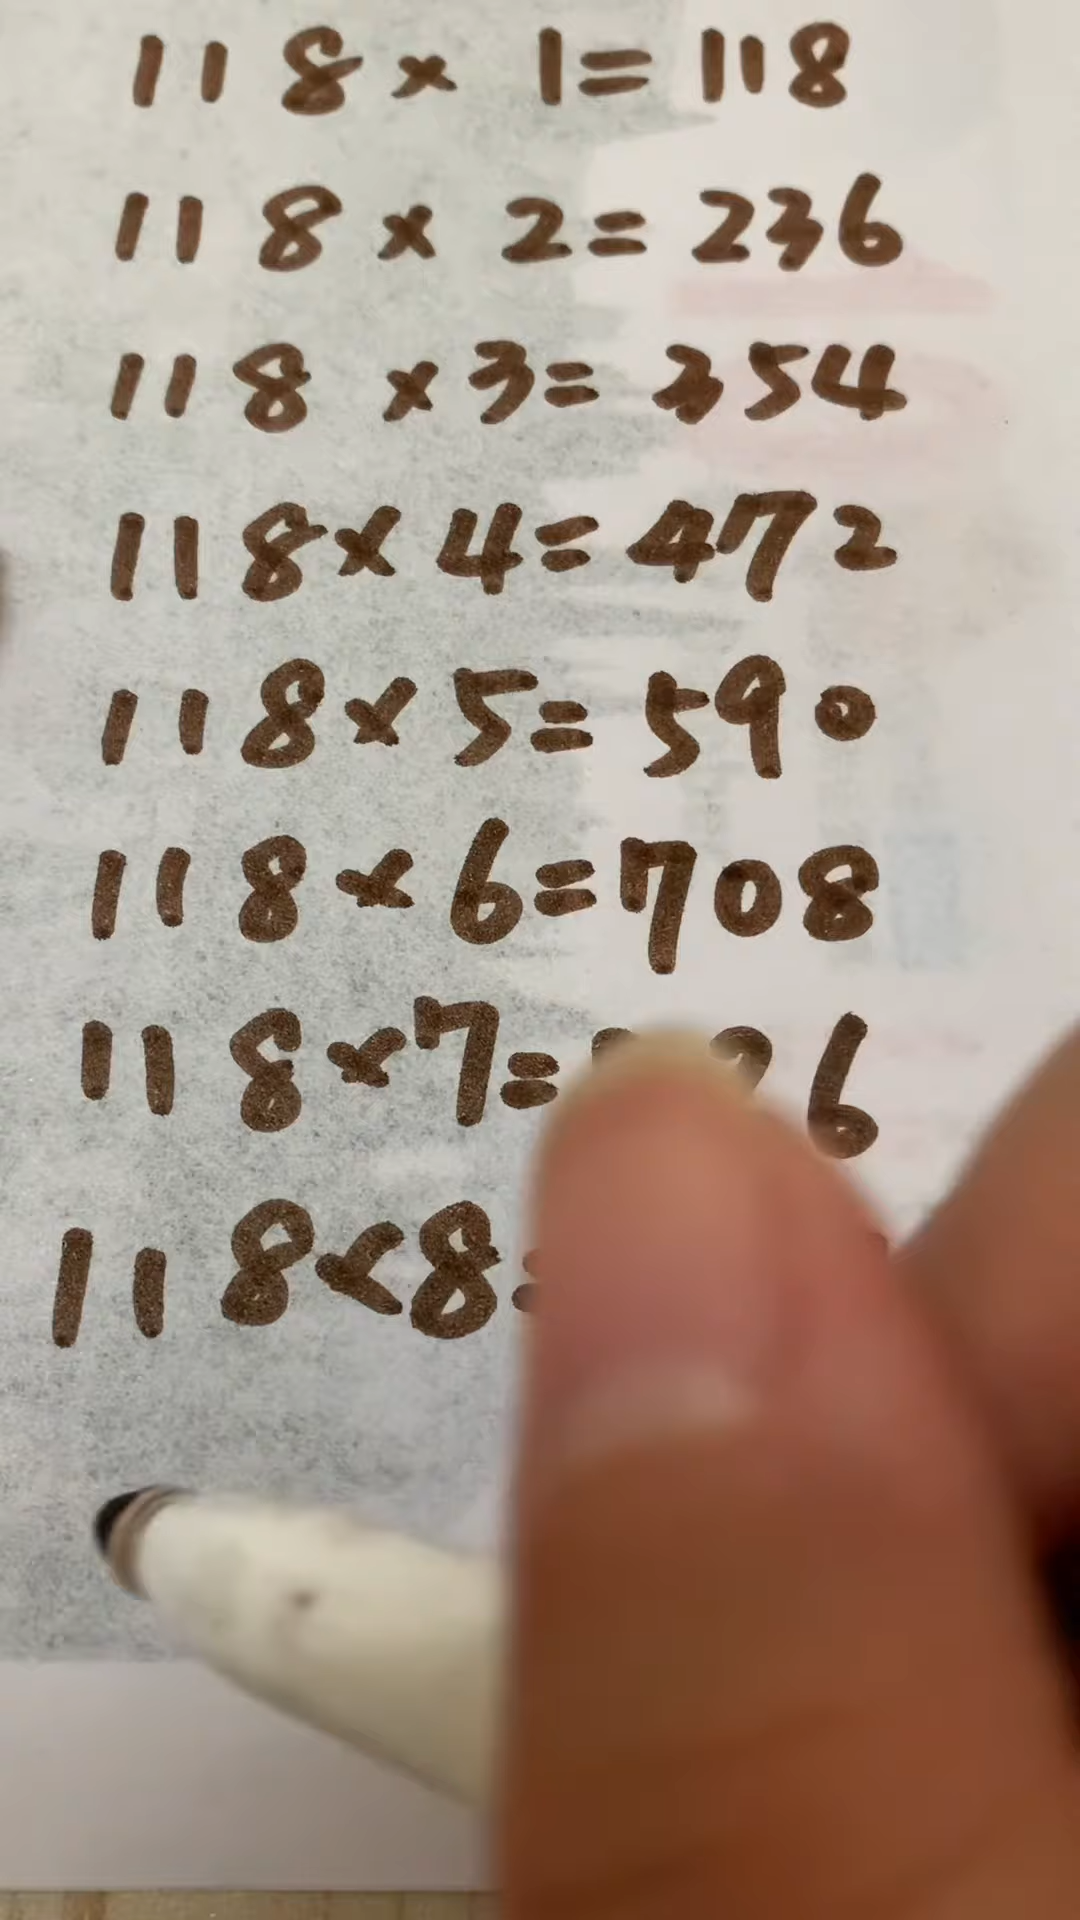 118 × 1 = 118
118 × 2 = 236
118 × 3 = 354
118 × 4 = 472
118 × 5 = 590
118 × 6 = 708
118 × 7 = 6
118 × 8 =